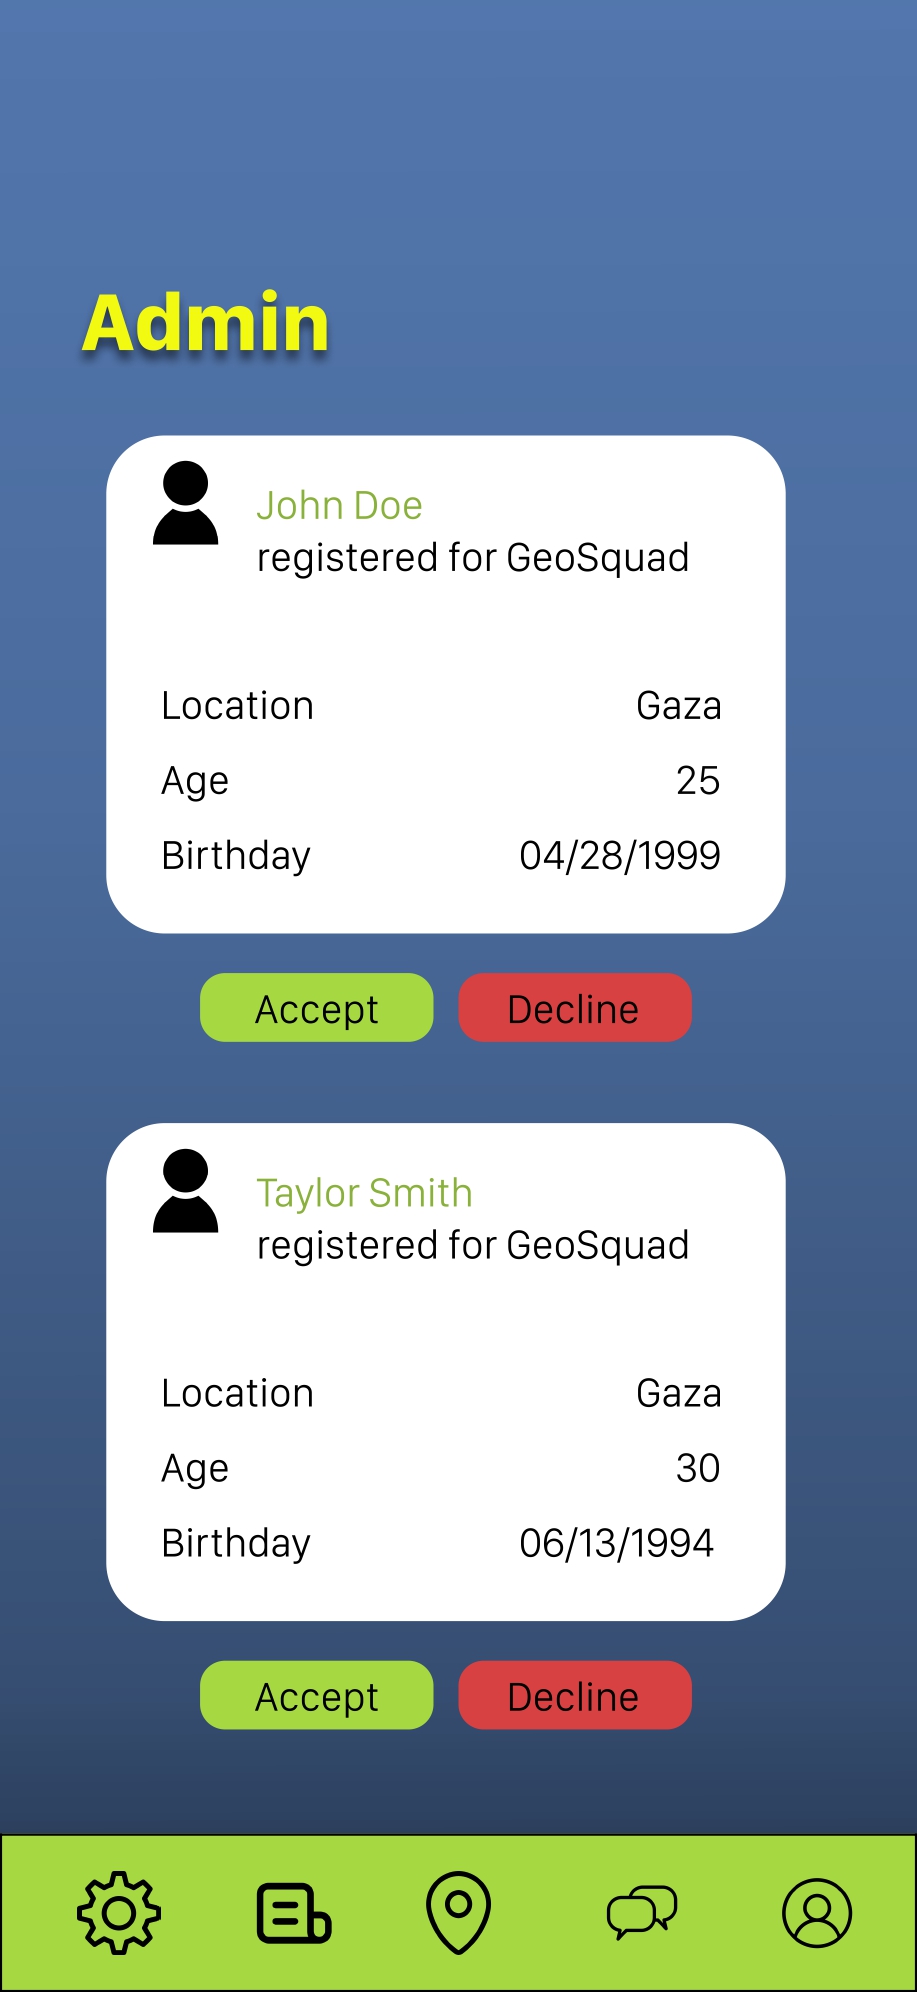 Admin
John Doe
registered for GeoSquad
Location Gaza
Age 25
Birthday 04/28/1999
Accept Decline
Taylor Smith
registered for GeoSquad
Location Gaza
Age 30
Birthday 06/13/1994
Accept Decline